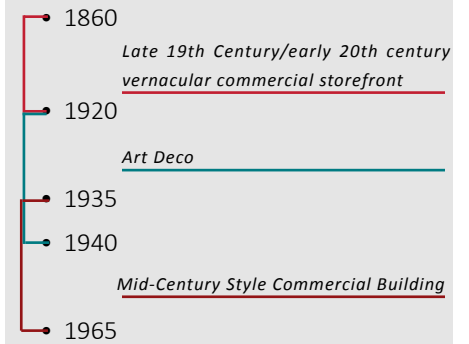 1860
Late 19th Century/early 20th century
vernacular commercial storefront
1920
Art Deco
1935
1940
Mid-Century Style Commercial Building
1965